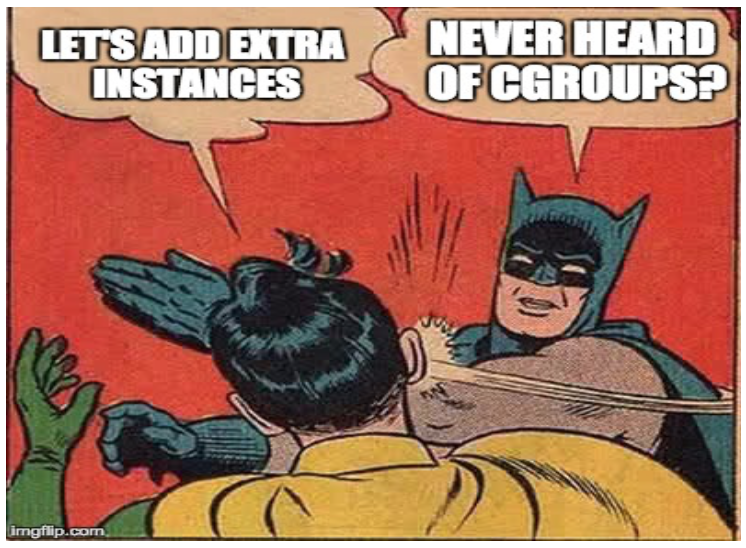 LET'S ADD EXTRA
INSTANCES
NEVER HEARD
OF CGROUPS?
imgflip.com